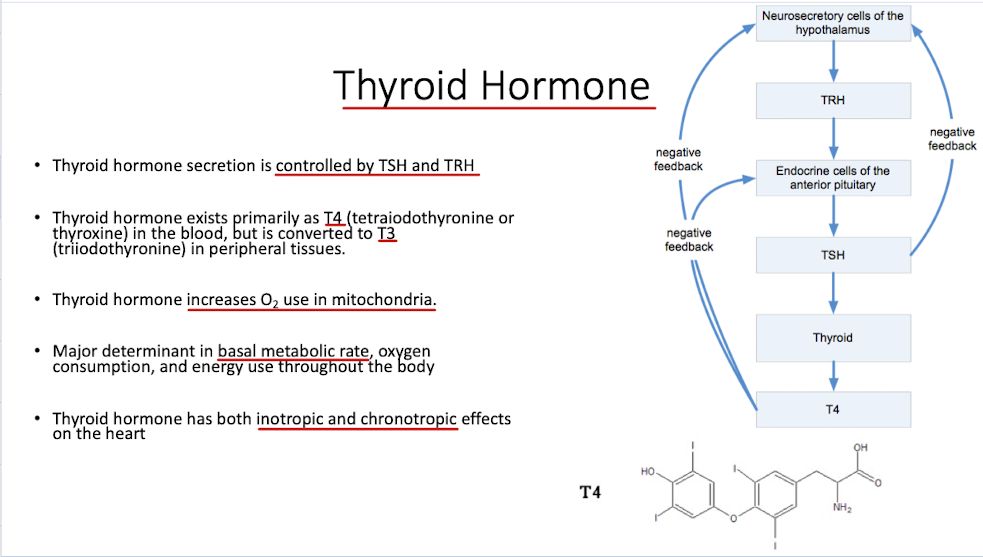 Thyroid Hormone
• Thyroid hormone secretion is controlled by TSH and TRH
• Thyroid hormone exists primarily as T4 (tetraiodothyronine or
thyroxine) in the blood, but is converted to T3
(triiodothyronine) in peripheral tissues.
• Thyroid hormone increases O₂ use in mitochondria.
• Major determinant in basal metabolic rate, oxygen
consumption, and energy use throughout the body
• Thyroid hormone has both inotropic and chronotropic effects
on the heart
Neurosecretory cells of the
hypothalamus
TRH
negative
feedback
negative
feedback
Endocrine cells of the
anterior pituitary
negative
feedback
TSH
Thyroid
T4
T4
HO
I
I
O
I
I
OH
O
NH₂